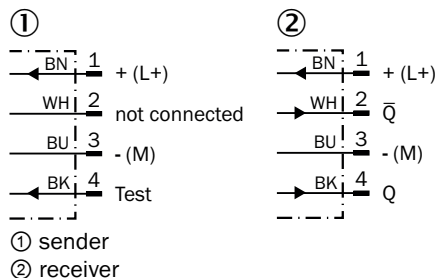 ① ②
BN 1 + (L+) BN 1 + (L+)
WH 2 not connected WH 2 Q̅
BU 3 - (M) BU 3 - (M)
BK 4 Test BK 4 Q
① sender
② receiver